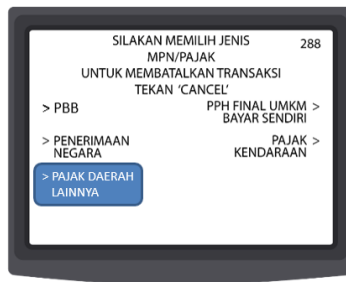 SILAKAN MEMILIH JENIS
288
MPN/PAJAK
UNTUK MEMBATALKAN TRANSAKSI
TEKAN ‘CANCEL’
> PBB
PPH FINAL UMKM >
BAYAR SENDIRI
> PENERIMAAN
NEGARA
PAJAK >
KENDARAAN
> PAJAK DAERAH
LAINNYA